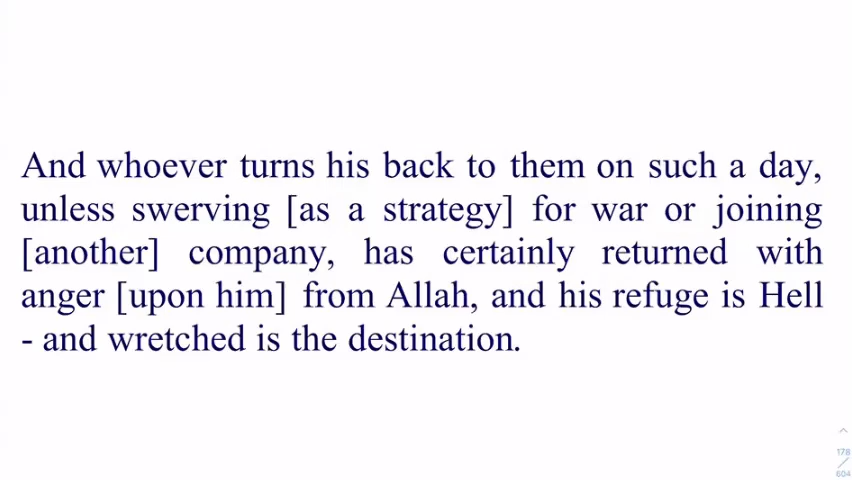 And whoever turns his back to them on such a day,
unless swerving [as a strategy] for war or joining
[another] company, has certainly returned with
anger [upon him] from Allah, and his refuge is Hell
- and wretched is the destination.
178
/
604